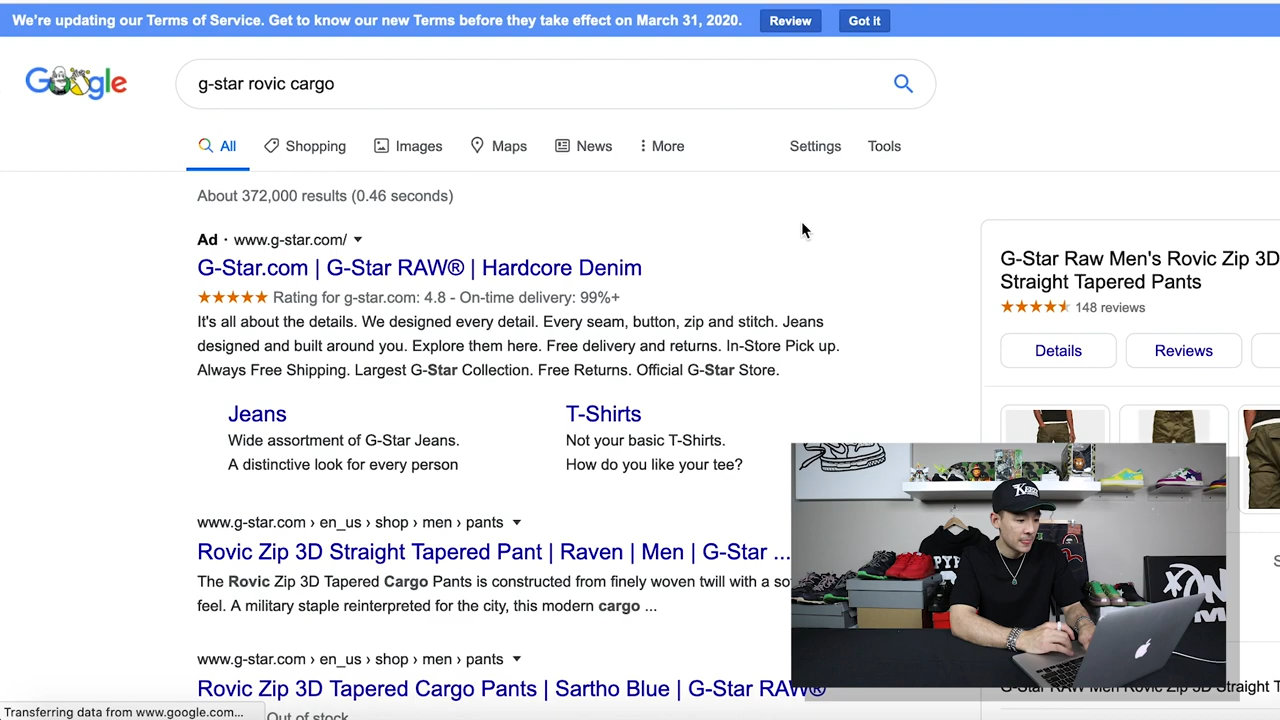 We're updating our Terms of Service. Get to know our new Terms before they take effect on March 31, 2020. Review Got it
Google g-star rovic cargo
All Shopping Images Maps News More Settings Tools
About 372,000 results (0.46 seconds)
Ad · www.g-star.com/
G-Star.com | G-Star RAW® | Hardcore Denim
Rating for g-star.com: 4.8 - On-time delivery: 99%+
It's all about the details. We designed every detail. Every seam, button, zip and stitch. Jeans
designed and built around you. Explore them here. Free delivery and returns. In-Store Pick up.
Always Free Shipping. Largest G-Star Collection. Free Returns. Official G-Star Store.
Jeans
Wide assortment of G-Star Jeans.
A distinctive look for every person
T-Shirts
Not your basic T-Shirts.
How do you like your tee?
www.g-star.com › en_us › shop › men › pants
Rovic Zip 3D Straight Tapered Pant | Raven | Men | G-Star ...
The Rovic Zip 3D Tapered Cargo Pants is constructed from finely woven twill with a so
feel. A military staple reinterpreted for the city, this modern cargo ...
www.g-star.com › en_us › shop › men › pants
Rovic Zip 3D Tapered Cargo Pants | Sartho Blue | G-Star RAW®
Out of stock
G-Star Raw Men's Rovic Zip 3D
Straight Tapered Pants
148 reviews
Details Reviews
G-Star RAW Men Rovic Zip 3D Straight T
Transferring data from www.google.com...